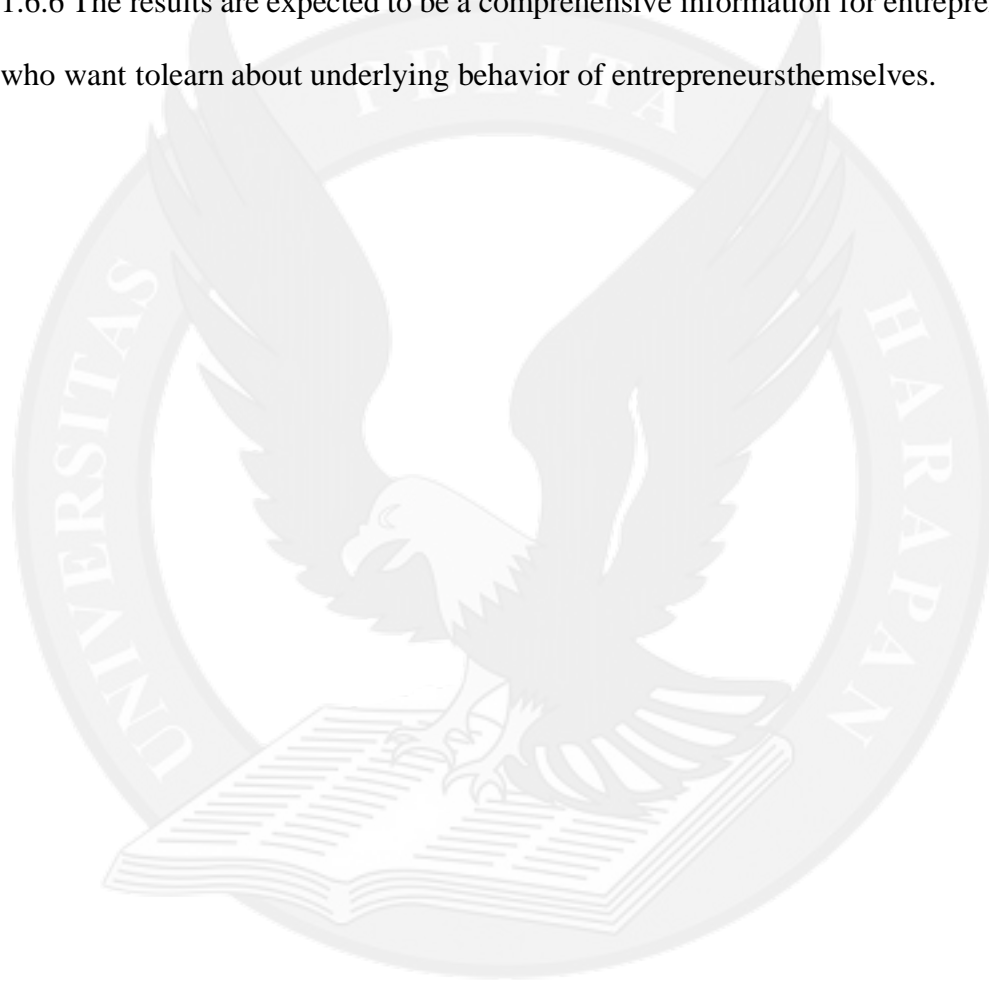 1.6.6 The results are expected to be a comprehensive information for entrepre
who want tolearn about underlying behavior of entrepreneursthemselves.
UNIVERSITAS PELITA HARAPAN